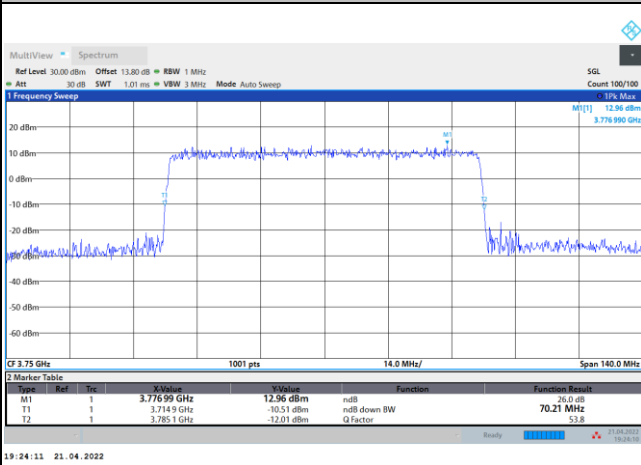 MultiView Spectrum
Ref Level 30.00 dBm Offset 13.80 dB RBW 1 MHz SGL
Att 30 dB SWT 1.01 ms VBW 3 MHz Mode Auto Sweep Count 100/100
1 Frequency Sweep 1Pk Max
M1[1] 12.96 dBm
3.776 990 GHz
20 dBm
M1
10 dBm
0 dBm
T1
T2
-10 dBm
-20 dBm
-30 dBm
-40 dBm
-50 dBm
-60 dBm
CF 3.75 GHz 1001 pts 14.0 MHz/ Span 140.0 MHz
2 Marker Table
Type Ref Trc X-Value Y-Value Function Function Result
M1 1 3.77699 GHz 12.96 dBm ndB 26.0 dB
T1 1 3.7149 GHz -10.51 dBm ndB down BW 70.21 MHz
T2 1 3.7851 GHz -12.01 dBm Q Factor 53.8
Ready 21.04.2022
19:24:10
19:24:11 21.04.2022